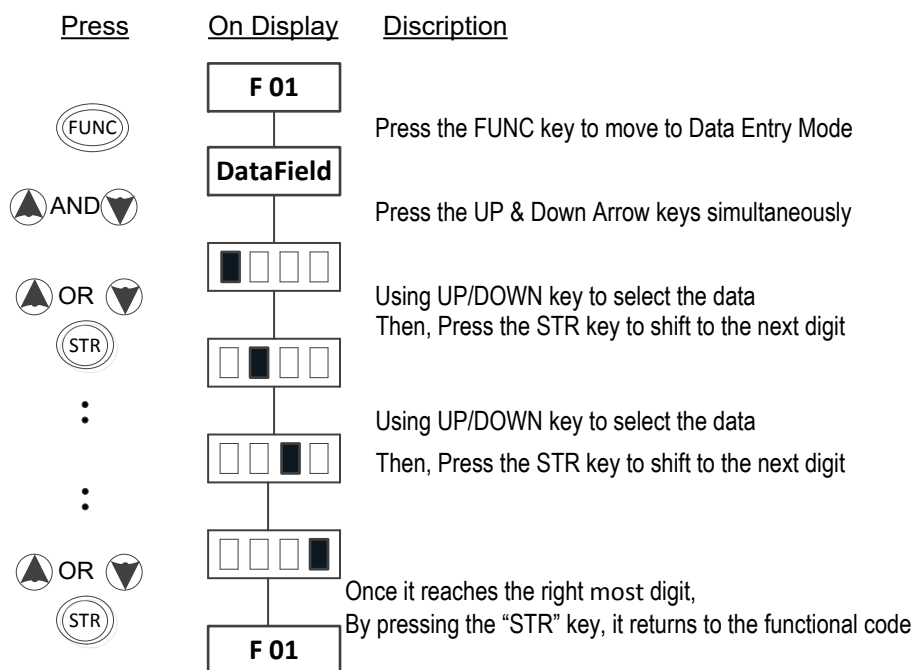 Press On Display Discription
F 01
FUNC Press the FUNC key to move to Data Entry Mode
DataField
AND Press the UP & Down Arrow keys simultaneously
OR Using UP/DOWN key to select the data
STR Then, Press the STR key to shift to the next digit
: Using UP/DOWN key to select the data
Then, Press the STR key to shift to the next digit
:
OR Once it reaches the right most digit,
STR By pressing the “STR” key, it returns to the functional code
F 01